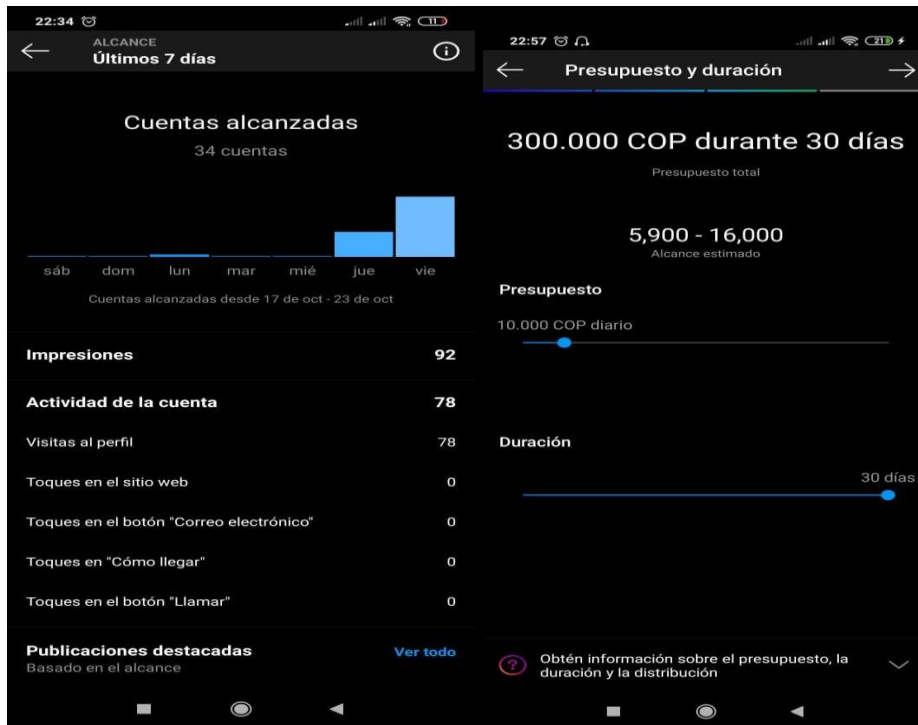 22:34
11
ALCANCE
Últimos 7 días
Cuentas alcanzadas
34 cuentas
sáb dom lun mar mié jue vie
Cuentas alcanzadas desde 17 de oct - 23 de oct
Impresiones 92
Actividad de la cuenta 78
Visitas al perfil 78
Toques en el sitio web 0
Toques en el botón "Correo electrónico" 0
Toques en "Cómo llegar" 0
Toques en el botón "Llamar" 0
Publicaciones destacadas Ver todo
Basado en el alcance
22:57
21
Presupuesto y duración
300.000 COP durante 30 días
Presupuesto total
5,900 - 16,000
Alcance estimado
Presupuesto
10.000 COP diario
Duración
30 días
Obtén información sobre el presupuesto, la
duración y la distribución